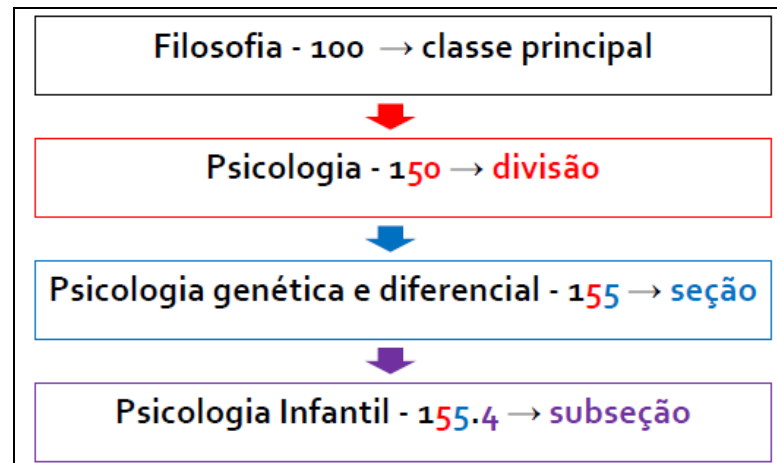 Filosofia - 100 → classe principal
Psicologia - 150 → divisão
Psicologia genética e diferencial - 155 → seção
Psicologia Infantil - 155.4 → subseção